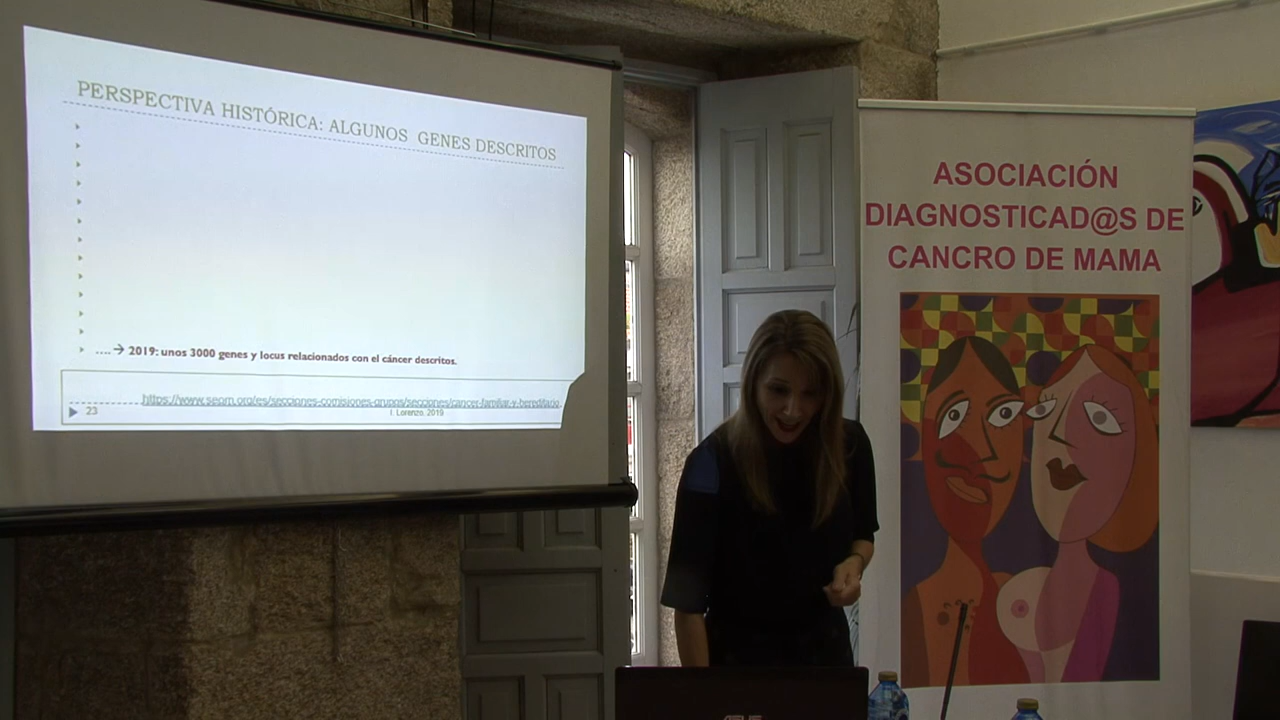 PERSPECTIVA HISTÓRICA: ALGUNOS GENES DESCRITOS
.... → 2019: unos 3000 genes y locus relacionados con el cáncer descritos.
https://www.seom.org/es/secciones-comisiones-grupos/secciones/cancer-familiar-y-hereditario
23
I. Lorenzo, 2019
ASOCIACIÓN
DIAGNOSTICAD@S DE
CANCRO DE MAMA